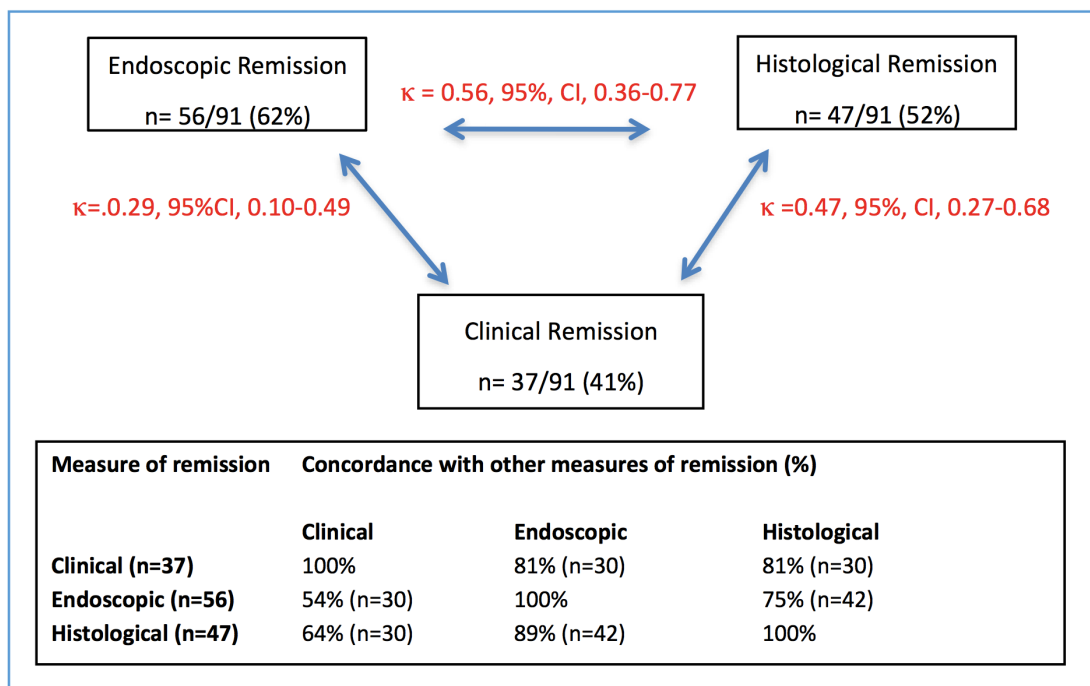 Endoscopic Remission
n= 56/91 (62%)
κ = 0.56, 95%, CI, 0.36-0.77
Histological Remission
n= 47/91 (52%)
κ=.0.29, 95%CI, 0.10-0.49
κ =0.47, 95%, CI, 0.27-0.68
Clinical Remission
n= 37/91 (41%)
Measure of remission Concordance with other measures of remission (%)
Clinical Endoscopic Histological
Clinical (n=37) 100% 81% (n=30) 81% (n=30)
Endoscopic (n=56) 54% (n=30) 100% 75% (n=42)
Histological (n=47) 64% (n=30) 89% (n=42) 100%